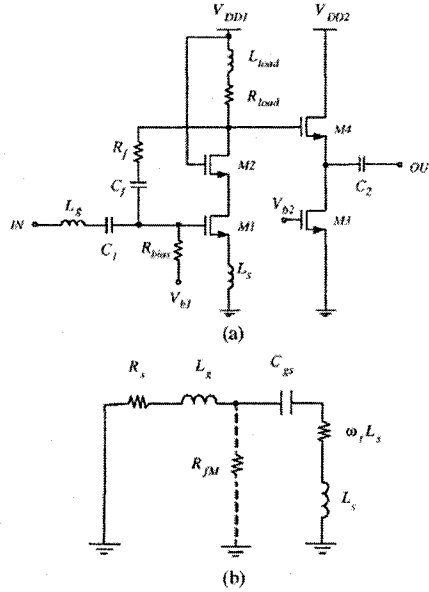 V_DD1
V_DD2
L_load
R_load
R_f
M4
C_f
M2
C_2
OU
L_g
V_b2
M3
IN
C_1
R_bias
M1
L_s
V_b1
(a)
R_s
L_g
C_gs
R_fM
ω_t L_s
L_s
(b)